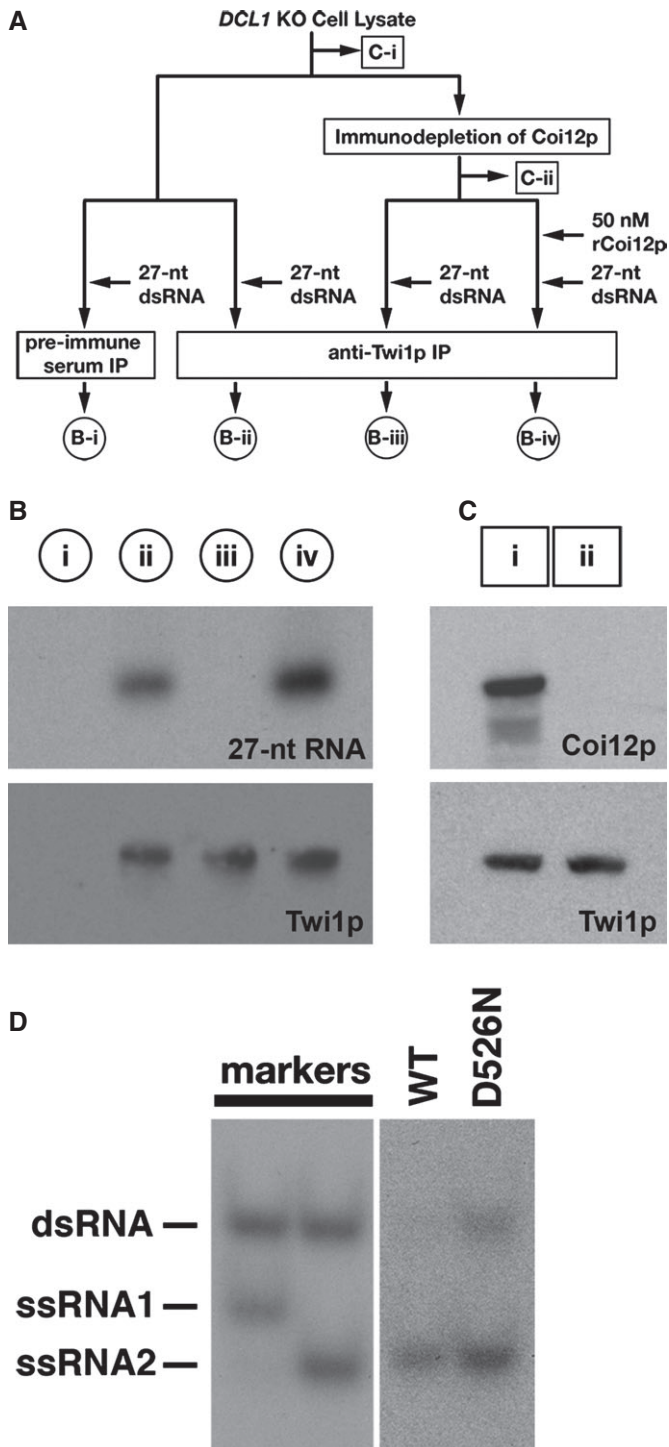 A
DCL1 KO Cell Lysate
C-i
Immunodepletion of Coi12p
C-ii
50 nM
rCoi12p
27-nt
dsRNA
27-nt
dsRNA
27-nt
dsRNA
27-nt
dsRNA
pre-immune
serum IP
anti-Twi1p IP
B-i
B-ii
B-iii
B-iv
B
i
ii
iii
iv
27-nt RNA
Twi1p
C
i
ii
Coi12p
Twi1p
D
markers
WT
D526N
dsRNA
ssRNA1
ssRNA2